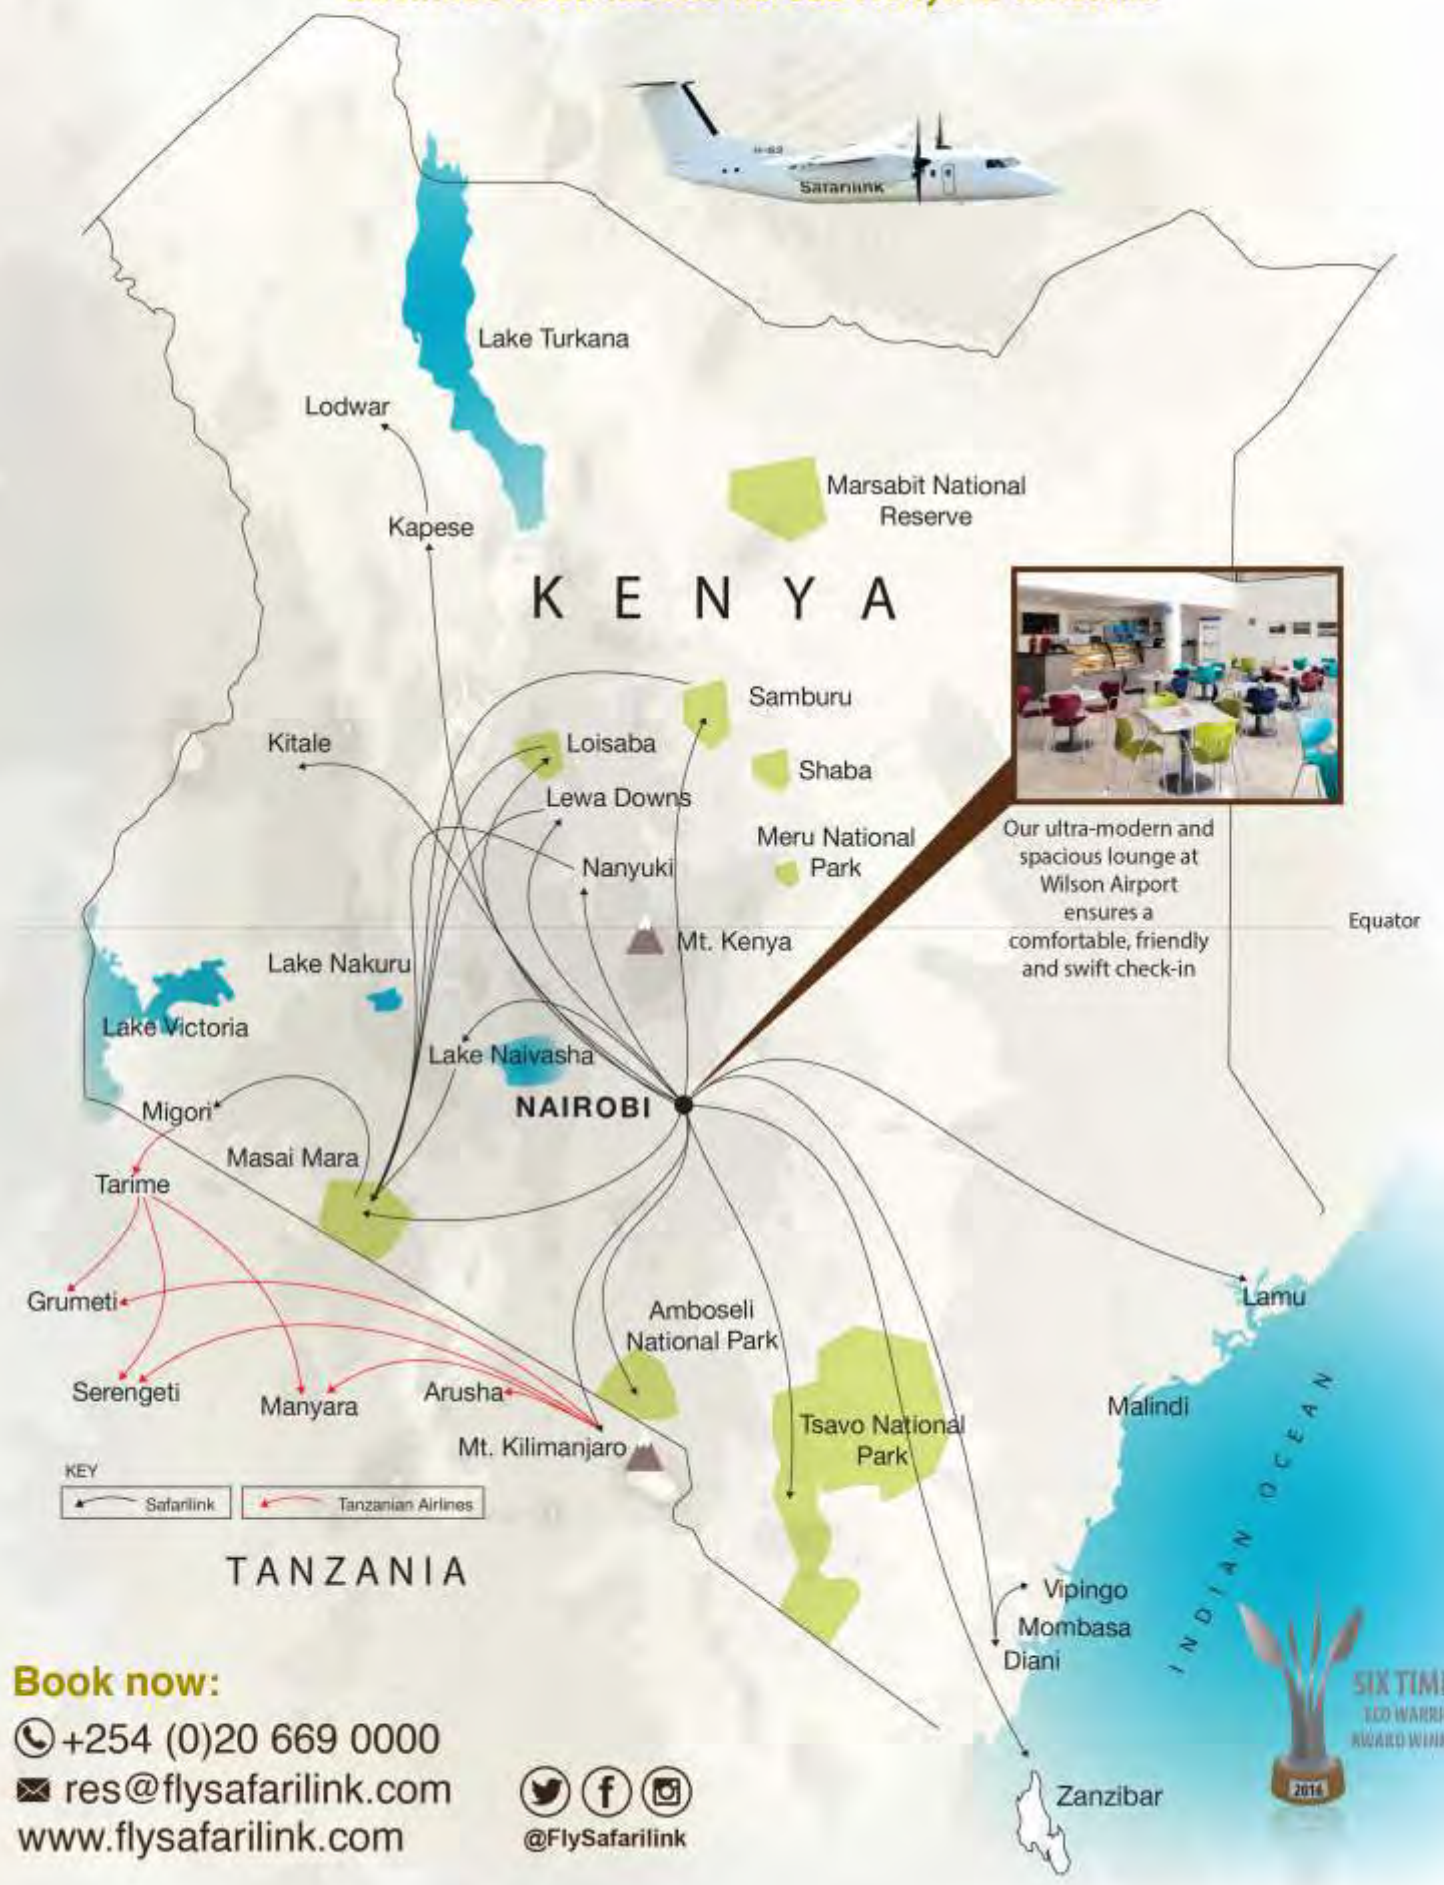 Safarilink
Lake Turkana
Lodwar
Kapese
Marsabit National
Reserve
KENYA
Samburu
Kitale
Loisaba
Shaba
Lewa Downs
Meru National
Park
Nanyuki
Our ultra-modern and
spacious lounge at
Wilson Airport
ensures a
comfortable, friendly
and swift check-in
Equator
Mt. Kenya
Lake Nakuru
Lake Victoria
Lake Naivasha
NAIROBI
Migori
Masai Mara
Tarime
Grumeti
Amboseli
National Park
Lamu
Serengeti
Manyara
Arusha
Malindi
Tsavo National
Park
Mt. Kilimanjaro
INDIAN OCEAN
KEY
Safarilink
Tanzanian Airlines
TANZANIA
Vipingo
Mombasa
Diani
Zanzibar
Book now:
+254 (0)20 669 0000
res@flysafarilink.com
www.flysafarilink.com
@FlySafarilink
SIX
ECO
AWARD
2016